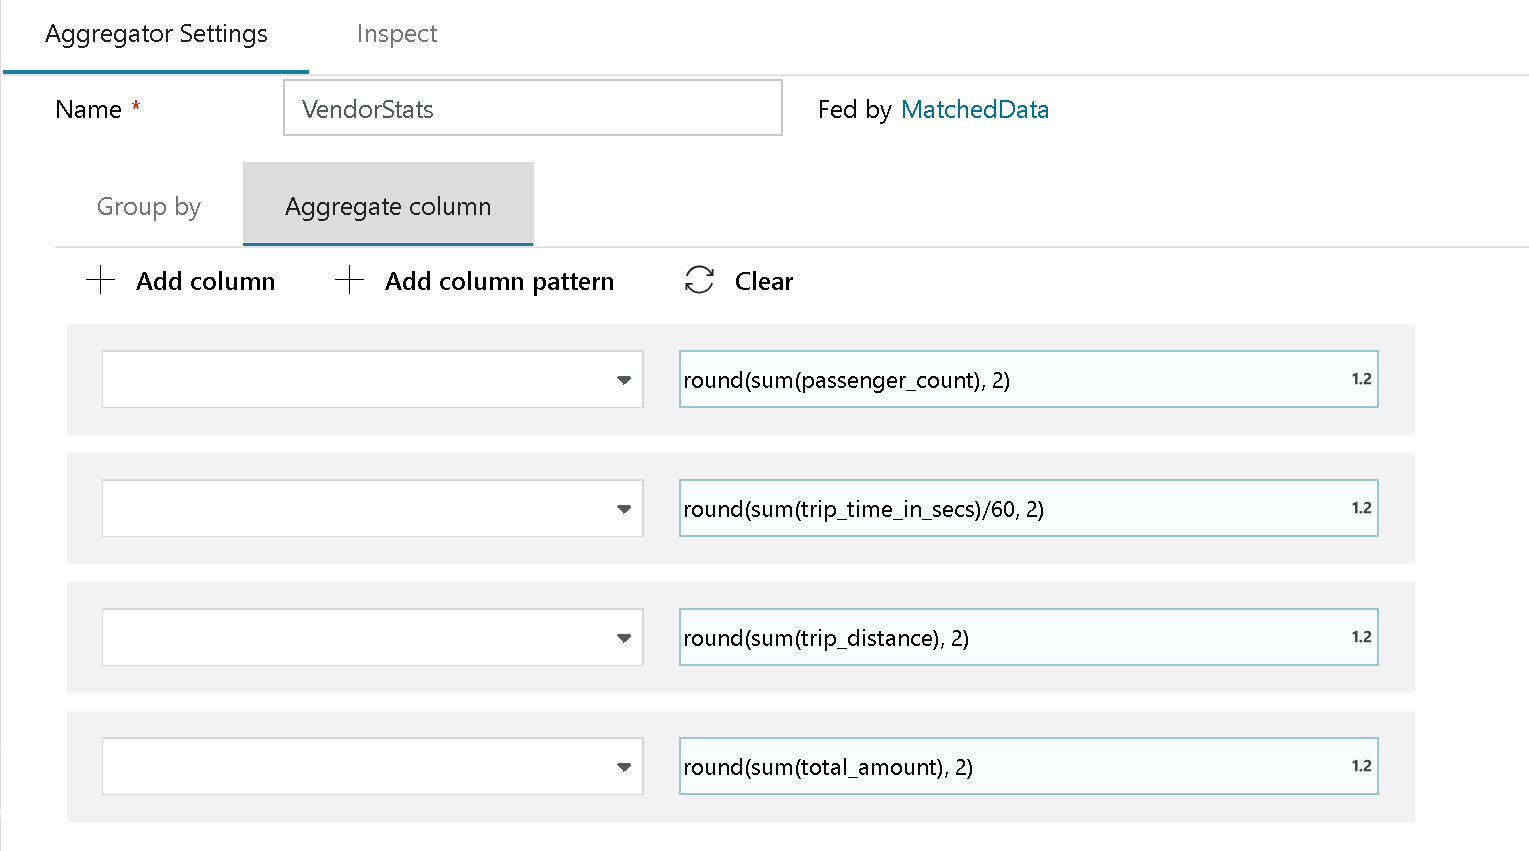 Aggregator Settings Inspect
Name * VendorStats Fed by MatchedData
Group by Aggregate column
Add column Add column pattern Clear
round(sum(passenger_count), 2) 1.2
round(sum(trip_time_in_secs)/60, 2) 1.2
round(sum(trip_distance), 2) 1.2
round(sum(total_amount), 2) 1.2